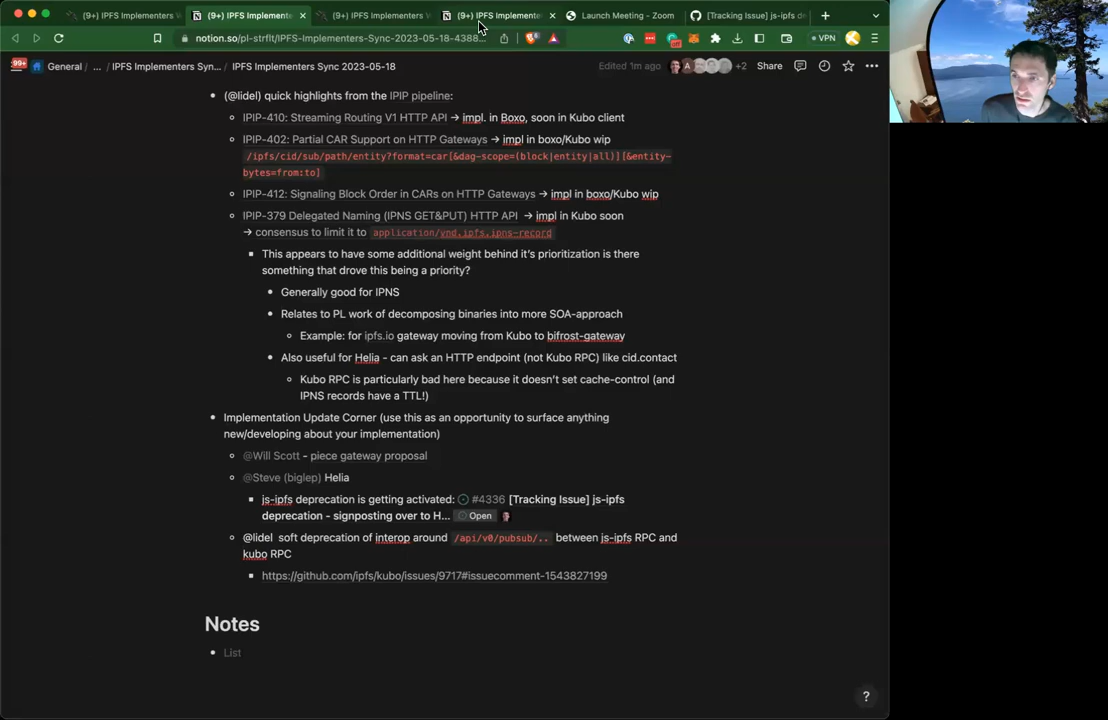 (9+) IPFS Implementers
(9+) IPFS Implemente
(9+) IPFS Implementers
(9+) IPFS Implemente
Launch Meeting - Zoom
[Tracking Issue] js-ipfs d
notion.so/pl-strflt/IPFS-Implementers-Sync-2023-05-18-4388...
VPN
99+
General / ... / IPFS Implementers Syn... / IPFS Implementers Sync 2023-05-18
Edited 1m ago
A
+2
Share
(@lidel) quick highlights from the IPIP pipeline:
IPIP-410: Streaming Routing V1 HTTP API → impl. in Boxo, soon in Kubo client
IPIP-402: Partial CAR Support on HTTP Gateways → impl in boxo/Kubo wip
/ipfs/cid/sub/path/entity?format=car[&dag-scope=(block|entity|all)][&entity-
bytes=from:to]
IPIP-412: Signaling Block Order in CARs on HTTP Gateways → impl in boxo/Kubo wip
IPIP-379 Delegated Naming (IPNS GET&PUT) HTTP API → impl in Kubo soon
→ consensus to limit it to application/vnd.ipfs.ipns-record
This appears to have some additional weight behind it's prioritization is there
something that drove this being a priority?
Generally good for IPNS
Relates to PL work of decomposing binaries into more SOA-approach
Example: for ipfs.io gateway moving from Kubo to bifrost-gateway
Also useful for Helia - can ask an HTTP endpoint (not Kubo RPC) like cid.contact
Kubo RPC is particularly bad here because it doesn't set cache-control (and
IPNS records have a TTL!)
Implementation Update Corner (use this as an opportunity to surface anything
new/developing about your implementation)
@Will Scott - piece gateway proposal
@Steve (biglep) Helia
js-ipfs deprecation is getting activated: #4336 [Tracking Issue] js-ipfs
deprecation - signposting over to H... Open
@lidel soft deprecation of interop around /api/v0/pubsub/.. between js-ipfs RPC and
kubo RPC
https://github.com/ipfs/kubo/issues/9717#issuecomment-1543827199
Notes
List
?